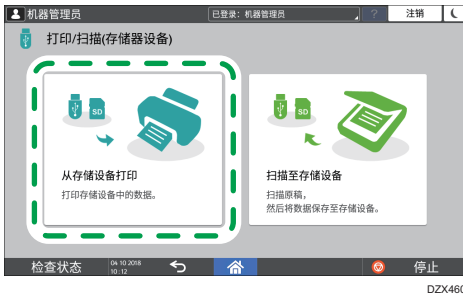 机器管理员
已登录：机器管理员
?
注销
打印/扫描(存储器设备)
SD
SD
从存储设备打印
打印存储设备中的数据。
扫描至存储设备
扫描原稿，
然后将数据保存至存储设备。
检查状态
04 10 2018
10:12
停止
DZX460